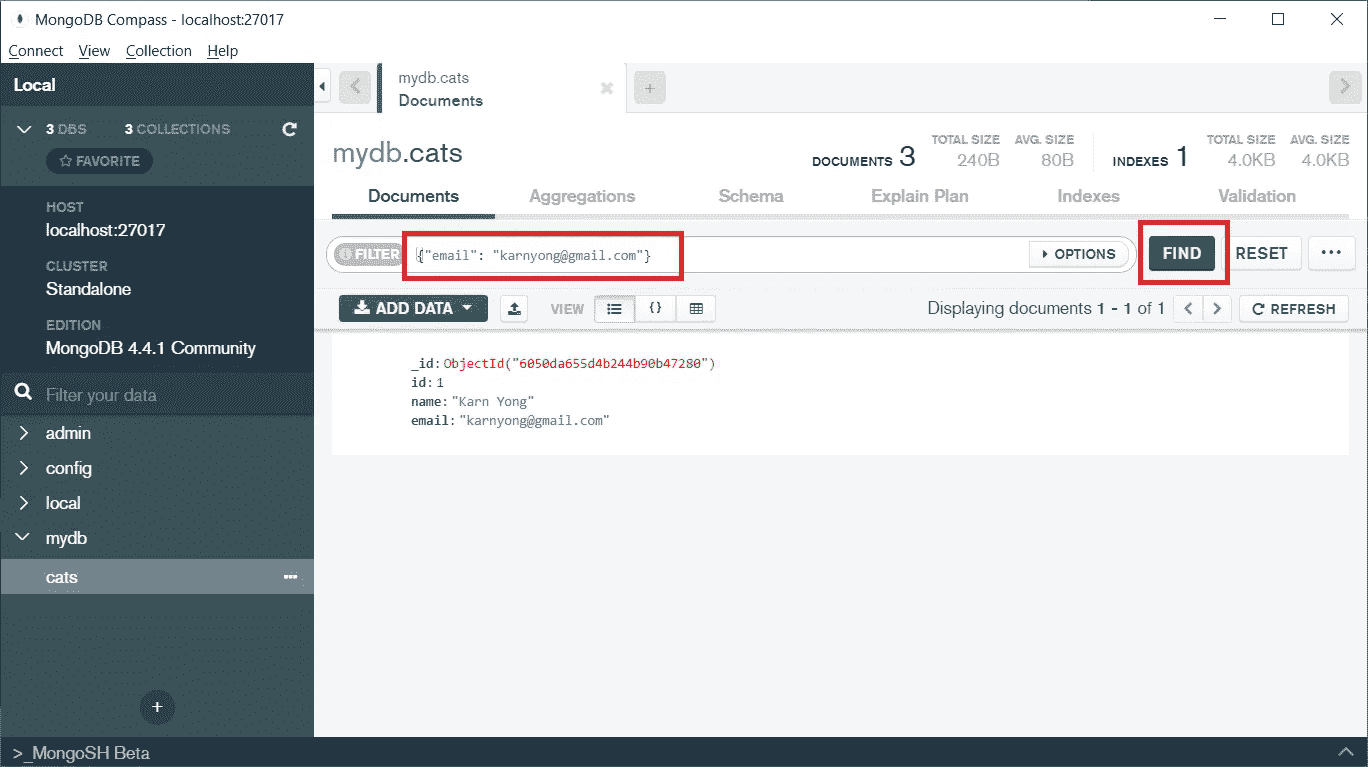 MongoDB Compass - localhost:27017
Connect View Collection Help
Local
3 DBS 3 COLLECTIONS
FAVORITE
HOST
localhost:27017
CLUSTER
Standalone
EDITION
MongoDB 4.4.1 Community
Filter your data
admin
config
local
mydb
cats
>_MongoSH Beta
mydb.cats
Documents
mydb.cats
DOCUMENTS 3 TOTAL SIZE 240B AVG. SIZE 80B INDEXES 1 TOTAL SIZE 4.0KB AVG. SIZE 4.0KB
Documents Aggregations Schema Explain Plan Indexes Validation
FILTER {"email": "karnyong@gmail.com"} OPTIONS FIND RESET
ADD DATA VIEW {} Displaying documents 1 - 1 of 1 REFRESH
_id: ObjectId("6050da655d4b244b90b47280")
id: 1
name: "Karn Yong"
email: "karnyong@gmail.com"